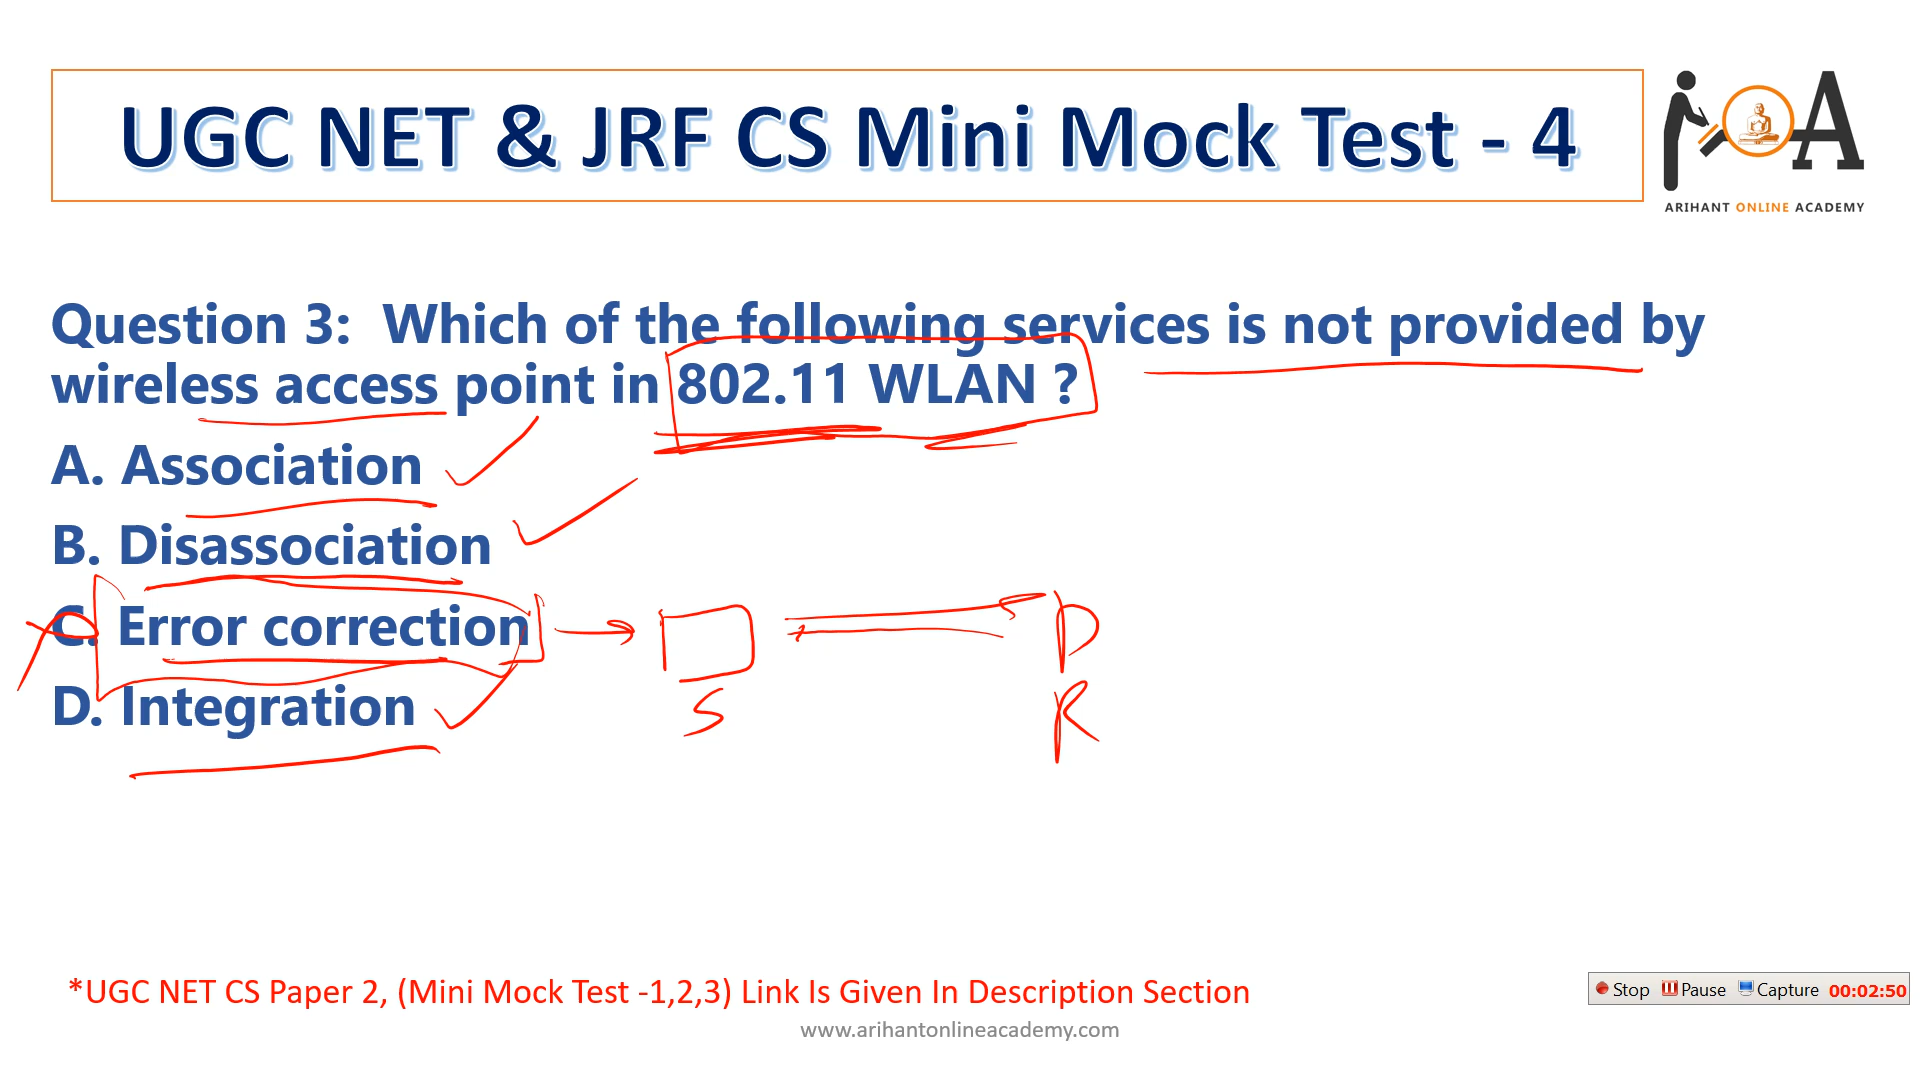 UGC NET & JRF CS Mini Mock Test - 4
ARIHANT ONLINE ACADEMY
Question 3: Which of the following services is not provided by
wireless access point in 802.11 WLAN ?
A. Association
B. Disassociation
C. Error correction
D. Integration
S
D
R
*UGC NET CS Paper 2, (Mini Mock Test -1,2,3) Link Is Given In Description Section
Stop Pause Capture 00:02:50
www.arihantonlineacademy.com